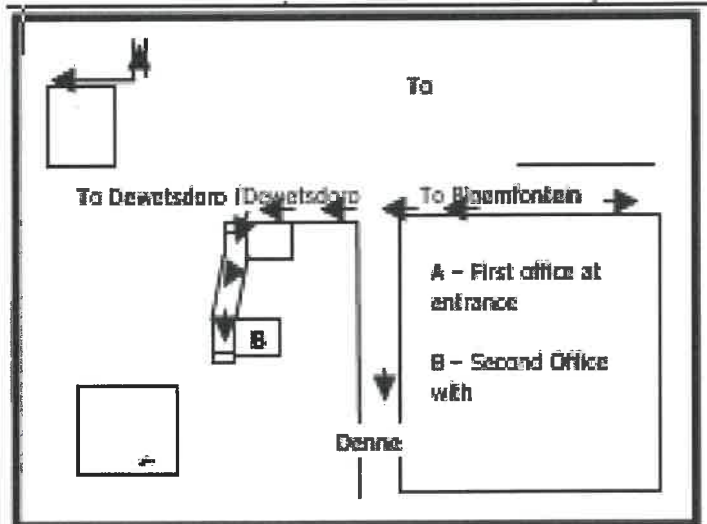 N
To
To Dewetsdorp (Dewetsdorp
To Bloemfontein
A – First office at
entrance
B – Second Office
with
B
Denne